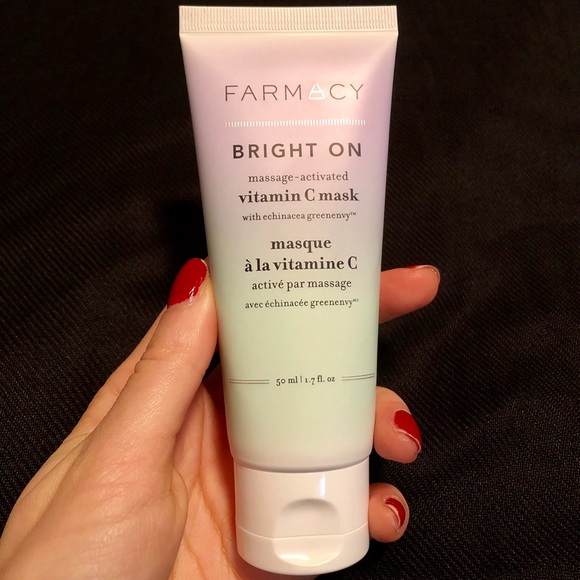 FARMACY
BRIGHT ON
massage-activated
vitamin C mask
with echinacea greenenvy™
masque
à la vitamine C
activé par massage
avec échinacée greenenvyᴹᶜ
50 ml | 1.7 fl. oz